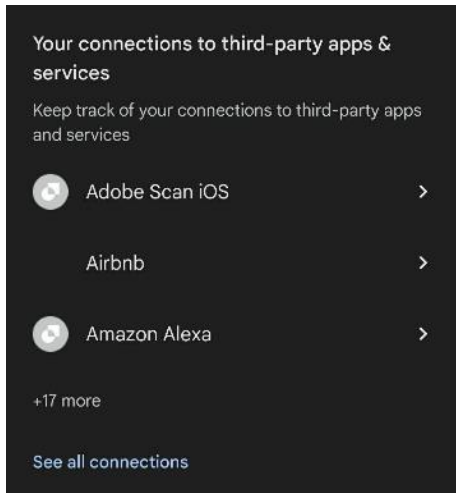 Your connections to third-party apps &
services
Keep track of your connections to third-party apps
and services
Adobe Scan iOS
Airbnb
Amazon Alexa
+17 more
See all connections